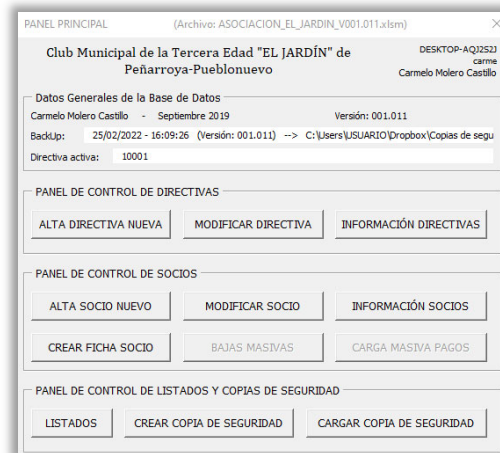 PANEL PRINCIPAL (Archivo: ASOCIACION_EL_JARDIN_V001.011.xlsm)
Club Municipal de la Tercera Edad "EL JARDÍN" de
Peñarroya-Pueblonuevo
DESKTOP-AQJ2S2J
carme
Carmelo Molero Castillo
Datos Generales de la Base de Datos
Carmelo Molero Castillo - Septiembre 2019 Versión: 001.011
BackUp: 25/02/2022 - 16:09:26 (Versión: 001.011) --> C:\Users\USUARIO\Dropbox\Copias de segu
Directiva activa: 10001
PANEL DE CONTROL DE DIRECTIVAS
ALTA DIRECTIVA NUEVA MODIFICAR DIRECTIVA INFORMACIÓN DIRECTIVAS
PANEL DE CONTROL DE SOCIOS
ALTA SOCIO NUEVO MODIFICAR SOCIO INFORMACIÓN SOCIOS
CREAR FICHA SOCIO BAJAS MASIVAS CARGA MASIVA PAGOS
PANEL DE CONTROL DE LISTADOS Y COPIAS DE SEGURIDAD
LISTADOS CREAR COPIA DE SEGURIDAD CARGAR COPIA DE SEGURIDAD